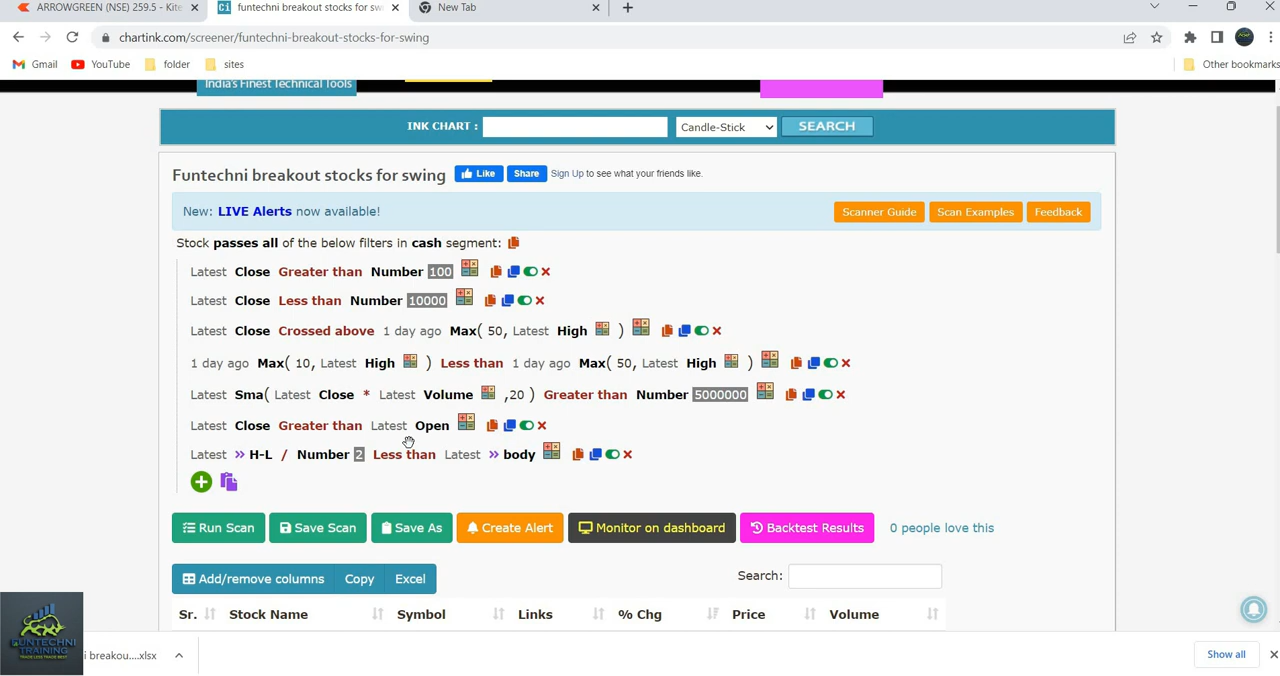 ARROWGREEN (NSE) 259.5 - Kite
funtechni breakout stocks for sw
New Tab
chartink.com/screener/funtechni-breakout-stocks-for-swing
Gmail
YouTube
folder
sites
Other bookmarks
India's Finest Technical Tools
INK CHART :
Candle-Stick
SEARCH
Funtechni breakout stocks for swing
Like
Share
Sign Up to see what your friends like.
New: LIVE Alerts now available!
Scanner Guide
Scan Examples
Feedback
Stock passes all of the below filters in cash segment:
Latest Close Greater than Number 100
Latest Close Less than Number 10000
Latest Close Crossed above 1 day ago Max( 50, Latest High )
1 day ago Max( 10, Latest High ) Less than 1 day ago Max( 50, Latest High )
Latest Sma( Latest Close * Latest Volume ,20 ) Greater than Number 5000000
Latest Close Greater than Latest Open
Latest H-L / Number 2 Less than Latest body
Run Scan
Save Scan
Save As
Create Alert
Monitor on dashboard
Backtest Results
0 people love this
Add/remove columns
Copy
Excel
Search:
Sr.
Stock Name
Symbol
Links
% Chg
Price
Volume
FUNTECHNI
TRAINING
TRADE LESS TRADE BEST
i breakou....xlsx
Show all